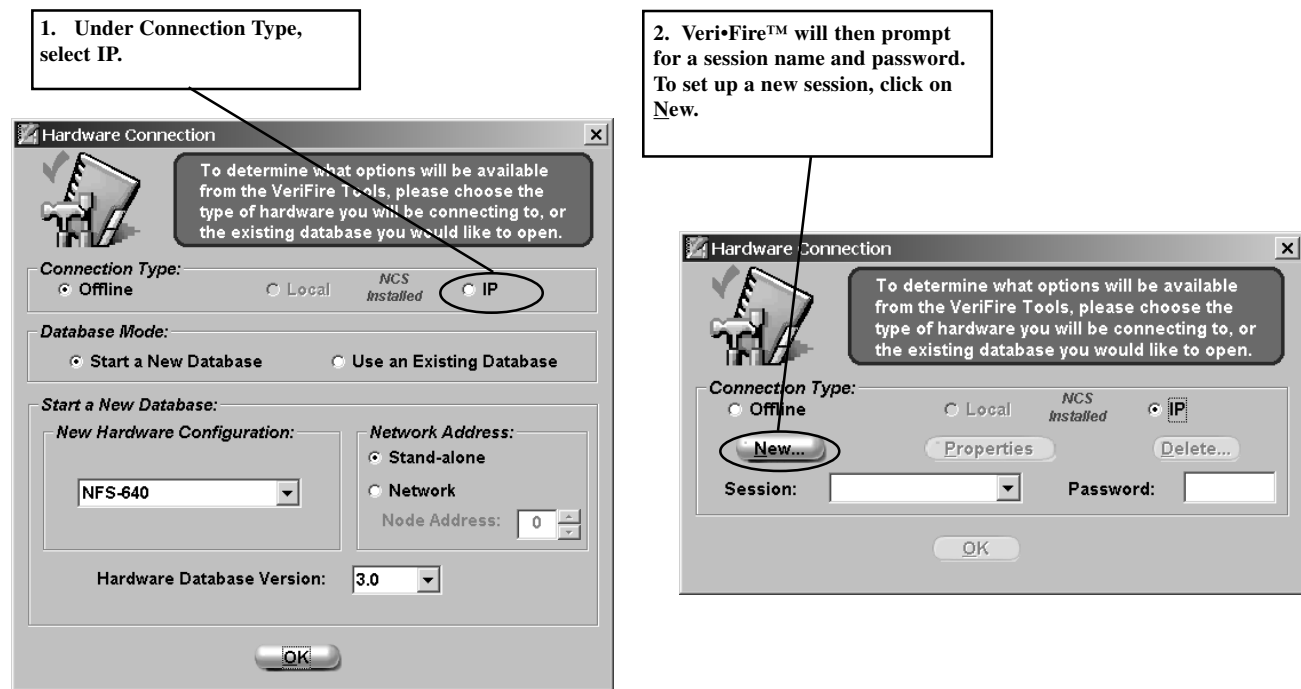 1. Under Connection Type,
select IP.
Hardware Connection
To determine what options will be available
from the VeriFire Tools, please choose the
type of hardware you will be connecting to, or
the existing database you would like to open.
Connection Type:
Offline
Local
NCS
Installed
IP
Database Mode:
Start a New Database
Use an Existing Database
Start a New Database:
New Hardware Configuration:
NFS-640
Network Address:
Stand-alone
Network
Node Address: 0
Hardware Database Version: 3.0
OK
2. Veri•Fire™ will then prompt
for a session name and password.
To set up a new session, click on
New.
Hardware Connection
To determine what options will be available
from the VeriFire Tools, please choose the
type of hardware you will be connecting to, or
the existing database you would like to open.
Connection Type:
Offline
Local
NCS
Installed
IP
New...
Properties
Delete...
Session:
Password:
OK